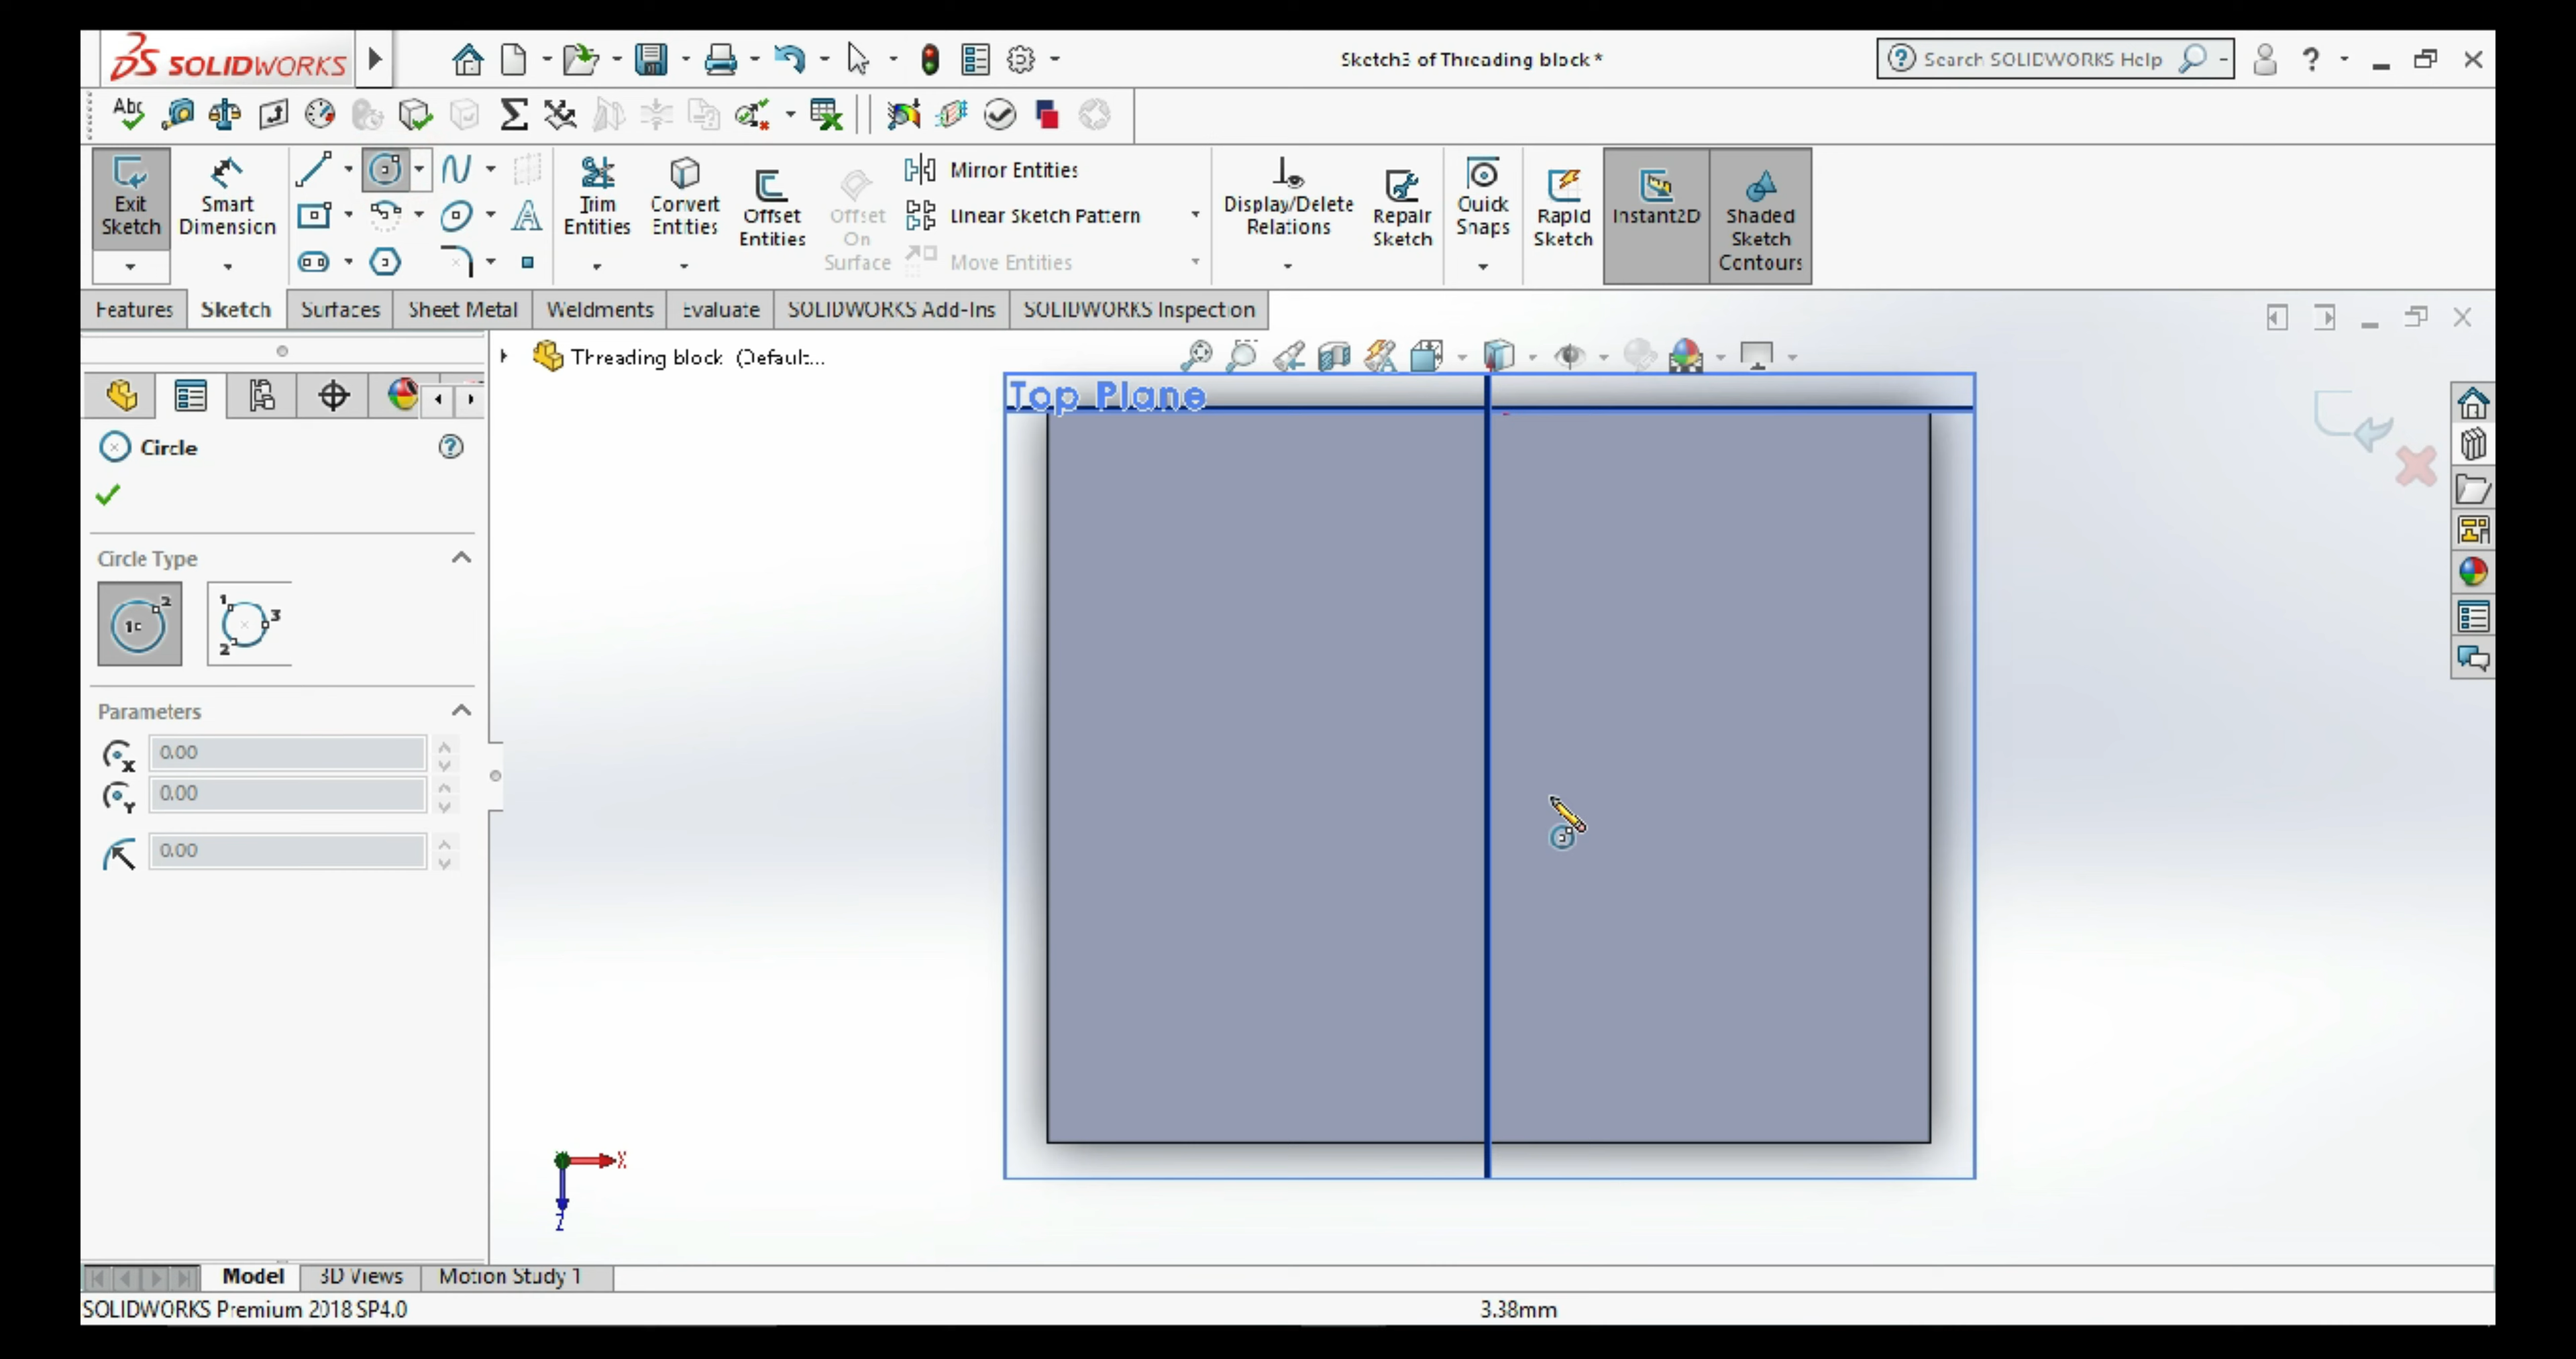 SOLIDWORKS
Sketch3 of Threading block *
Search SOLIDWORKS Help
Exit Sketch
Smart Dimension
Trim Entities
Convert Entities
Offset Entities
Offset On Surface
Mirror Entities
Linear Sketch Pattern
Move Entities
Display/Delete Relations
Repair Sketch
Quick Snaps
Rapid Sketch
Instant2D
Shaded Sketch Contours
Features
Sketch
Surfaces
Sheet Metal
Weldments
Evaluate
SOLIDWORKS Add-Ins
SOLIDWORKS Inspection
Threading block (Default...
Top Plane
Circle
Circle Type
Parameters
0.00
0.00
0.00
X
Z
Model
3D Views
Motion Study 1
SOLIDWORKS Premium 2018 SP4.0
3.38mm